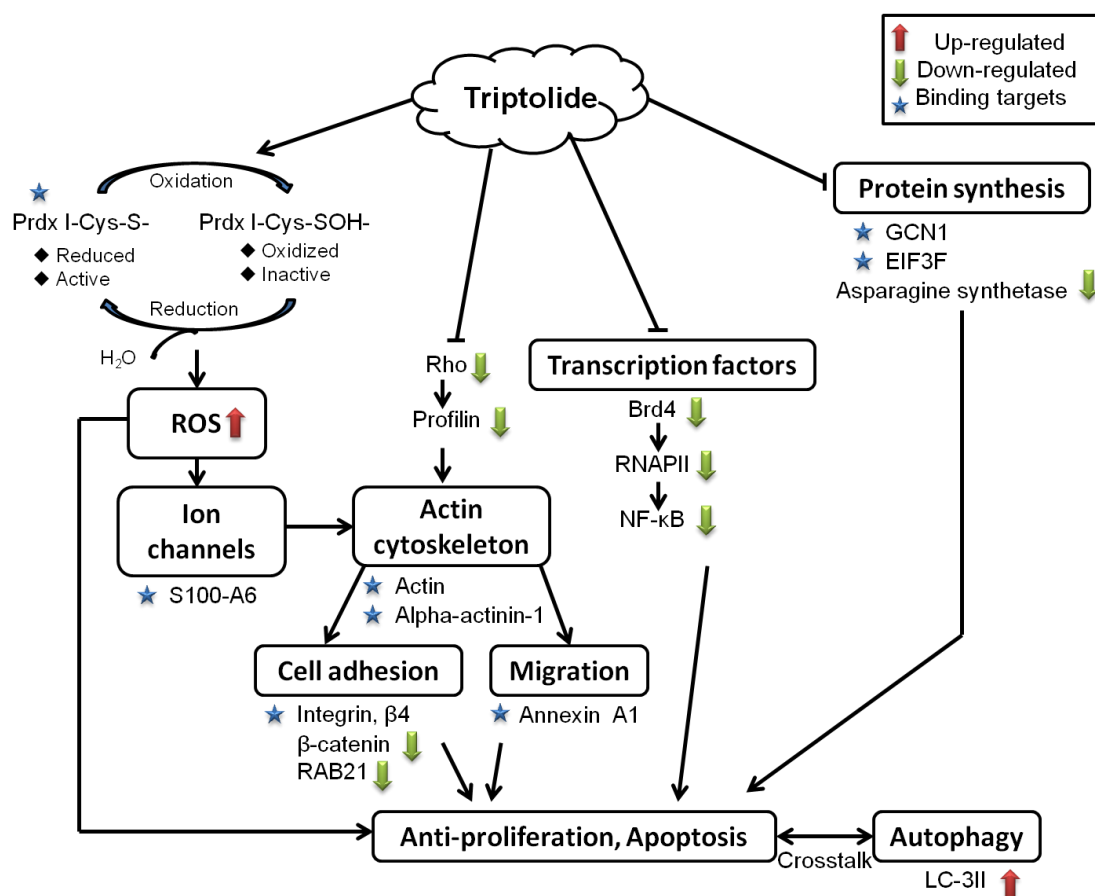 Up-regulated
Down-regulated
Binding targets
Triptolide
Oxidation
Prdx I-Cys-S-
Prdx I-Cys-SOH-
◆ Reduced
◆ Active
◆ Oxidized
◆ Inactive
Reduction
H₂O
Protein synthesis
GCN1
EIF3F
Asparagine synthetase
Rho
Profilin
Transcription factors
Brd4
RNAPII
NF-κB
ROS
Ion
channels
S100-A6
Actin
cytoskeleton
Actin
Alpha-actinin-1
Cell adhesion
Integrin, β4
β-catenin
RAB21
Migration
Annexin A1
Anti-proliferation, Apoptosis
Crosstalk
Autophagy
LC-3II